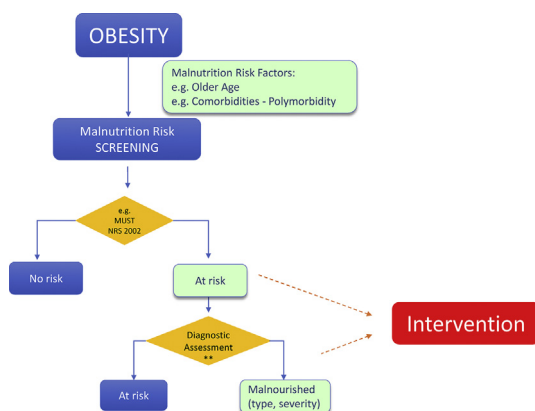 OBESITY
Malnutrition Risk Factors:
e.g. Older Age
e.g. Comorbidities - Polymorbidity
Malnutrition Risk
SCREENING
e.g.
MUST
NRS 2002
No risk
At risk
Intervention
Diagnostic
Assessment
**
At risk
Malnourished
(type, severity)